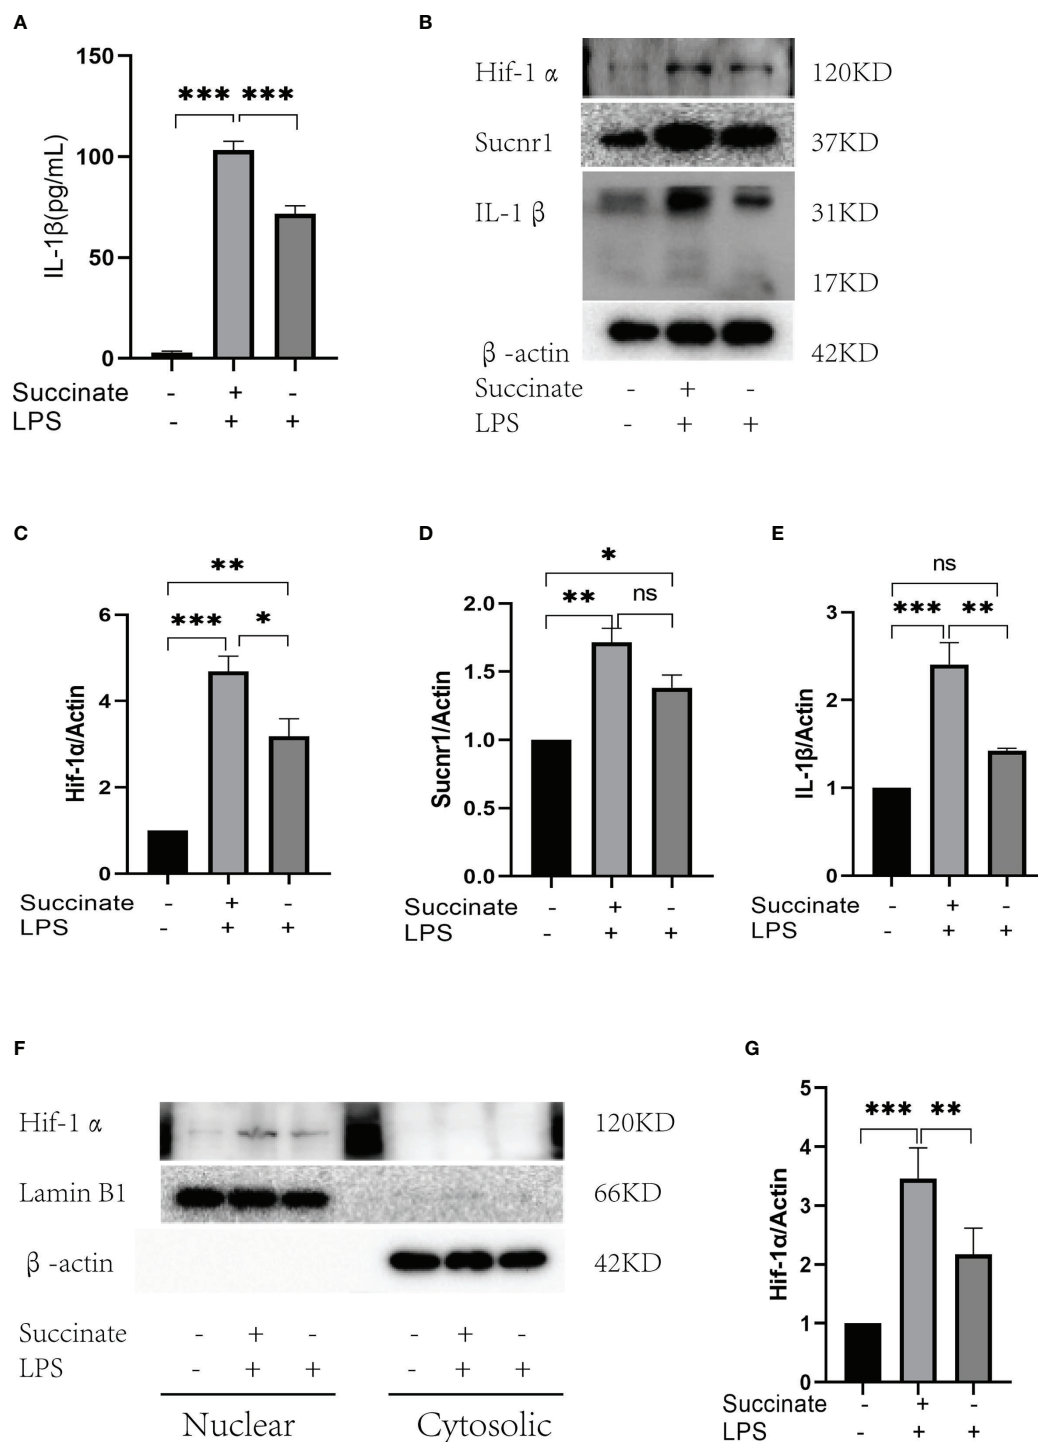 A
150
100
50
0
IL-1β(pg/mL)
*** ***
Succinate - + -
LPS - + +
B
Hif-1 α 120KD
Sucnr1 37KD
IL-1 β 31KD
17KD
β -actin 42KD
Succinate - + -
LPS - + +
C
**
*** *
6
4
2
0
Hif-1α/Actin
Succinate - + -
LPS - + +
D
*
** ns
2.0
1.5
1.0
0.5
0.0
Sucnr1/Actin
Succinate - + -
LPS - + +
E
ns
*** **
3
2
1
0
IL-1β/Actin
Succinate - + -
LPS - + +
F
Hif-1 α 120KD
Lamin B1 66KD
β -actin 42KD
Succinate - + - - + -
LPS - + + - + +
Nuclear Cytosolic
G
*** **
5
4
3
2
1
0
Hif-1α/Actin
Succinate - + -
LPS - + +